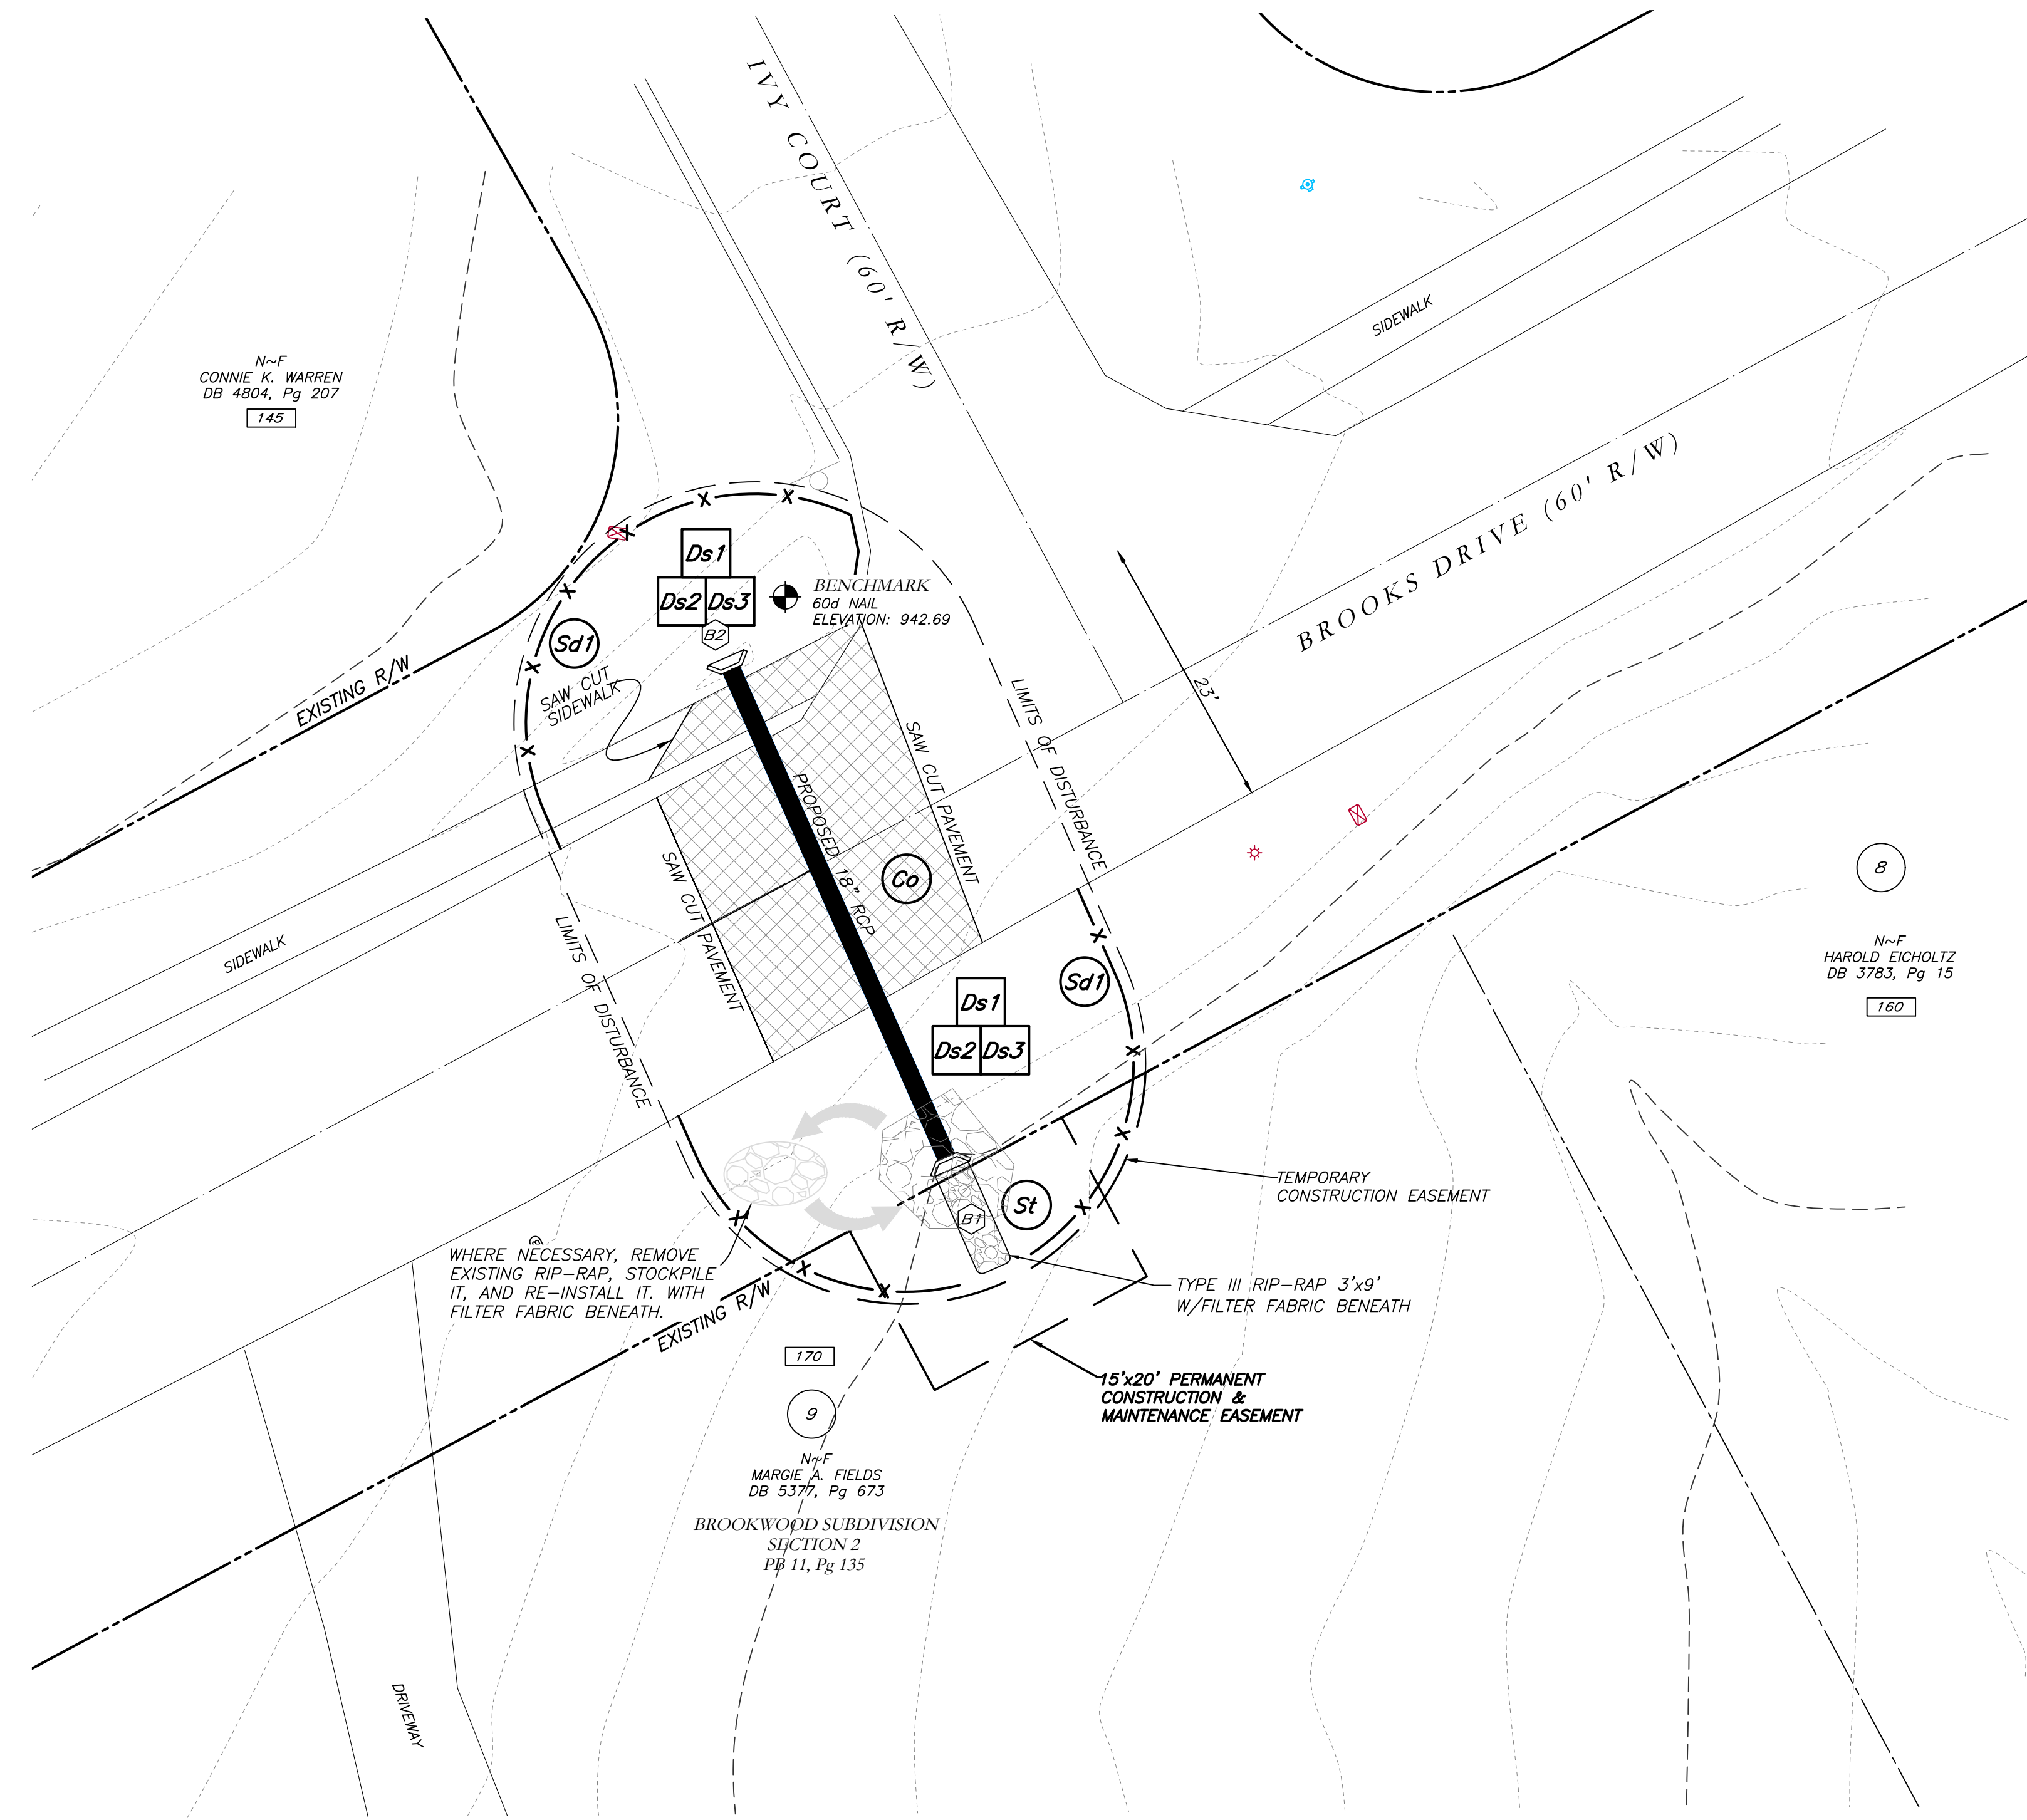 IVY COURT (60' R/W)
SIDEWALK
N~F
CONNIE K. WARREN
DB 4804, Pg 207
145
BROOKS DRIVE (60' R/W)
Ds1
Ds2 Ds3
B2
BENCHMARK
60d NAIL
ELEVATION: 942.69
Sd1
SAW CUT
SIDEWALK
EXISTING R/W
23'
LIMITS OF DISTURBANCE
SAW CUT PAVEMENT
PROPOSED 18" RCP
Co
SAW CUT PAVEMENT
LIMITS OF DISTURBANCE
SIDEWALK
8
N~F
HAROLD EICHOLTZ
DB 3783, Pg 15
160
Sd1
Ds1
Ds2 Ds3
St
B1
TEMPORARY
CONSTRUCTION EASEMENT
WHERE NECESSARY, REMOVE
EXISTING RIP-RAP, STOCKPILE
IT, AND RE-INSTALL IT. WITH
FILTER FABRIC BENEATH.
EXISTING R/W
TYPE III RIP-RAP 3'x9'
W/FILTER FABRIC BENEATH
170
15'x20' PERMANENT
CONSTRUCTION &
MAINTENANCE EASEMENT
9
N~F
MARGIE A. FIELDS
DB 5377, Pg 673
BROOKWOOD SUBDIVISION
SECTION 2
PB 11, Pg 135
DRIVEWAY